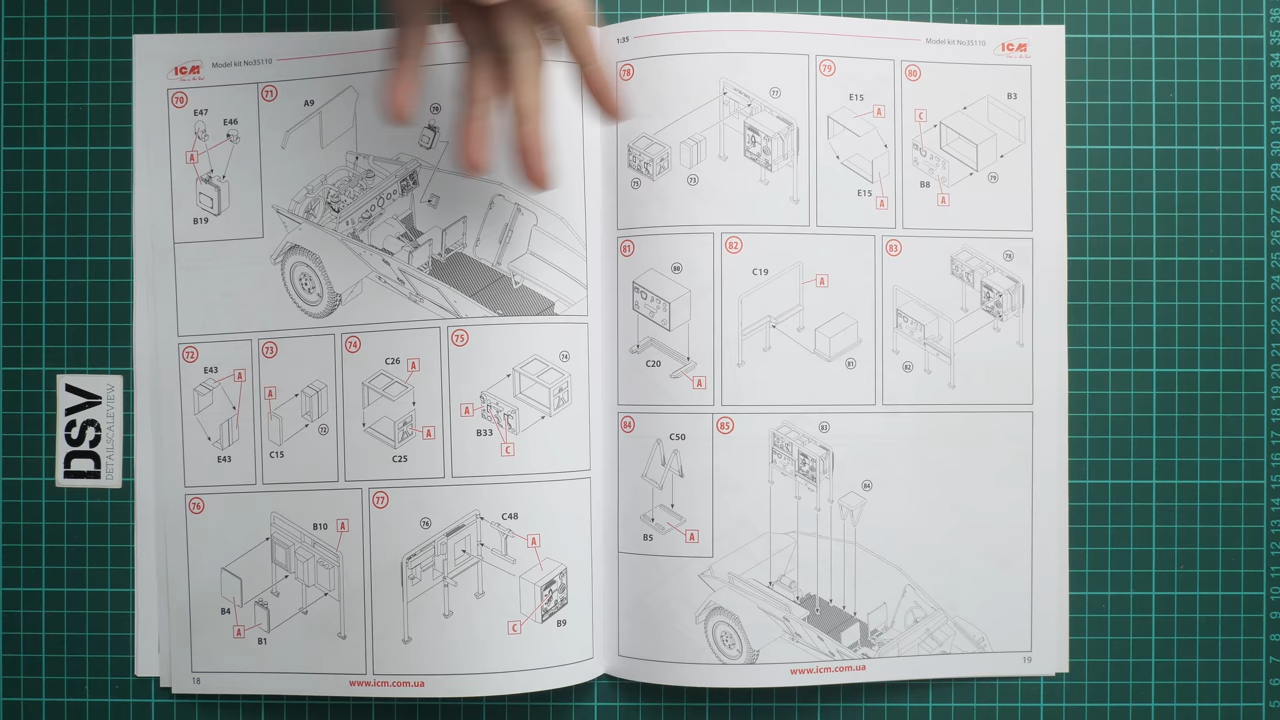 ICM
Model kit No35110
70
E47
E46
A
B19
71
A9
70
72
E43
A
E43
73
A
C15
72
74
C26
A
A
C25
75
74
A
B33
C
76
B10
A
B4
A
B1
77
76
C48
A
C
B9
18
www.icm.com.ua
1:35
Model kit No35110
ICM
78
77
75
73
79
E15
A
E15
A
80
B3
C
B8
A
79
81
80
C20
A
82
C19
A
81
83
78
82
84
C50
B5
A
85
83
84
www.icm.com.ua
19
DSV
DETAILSCALEVIEW